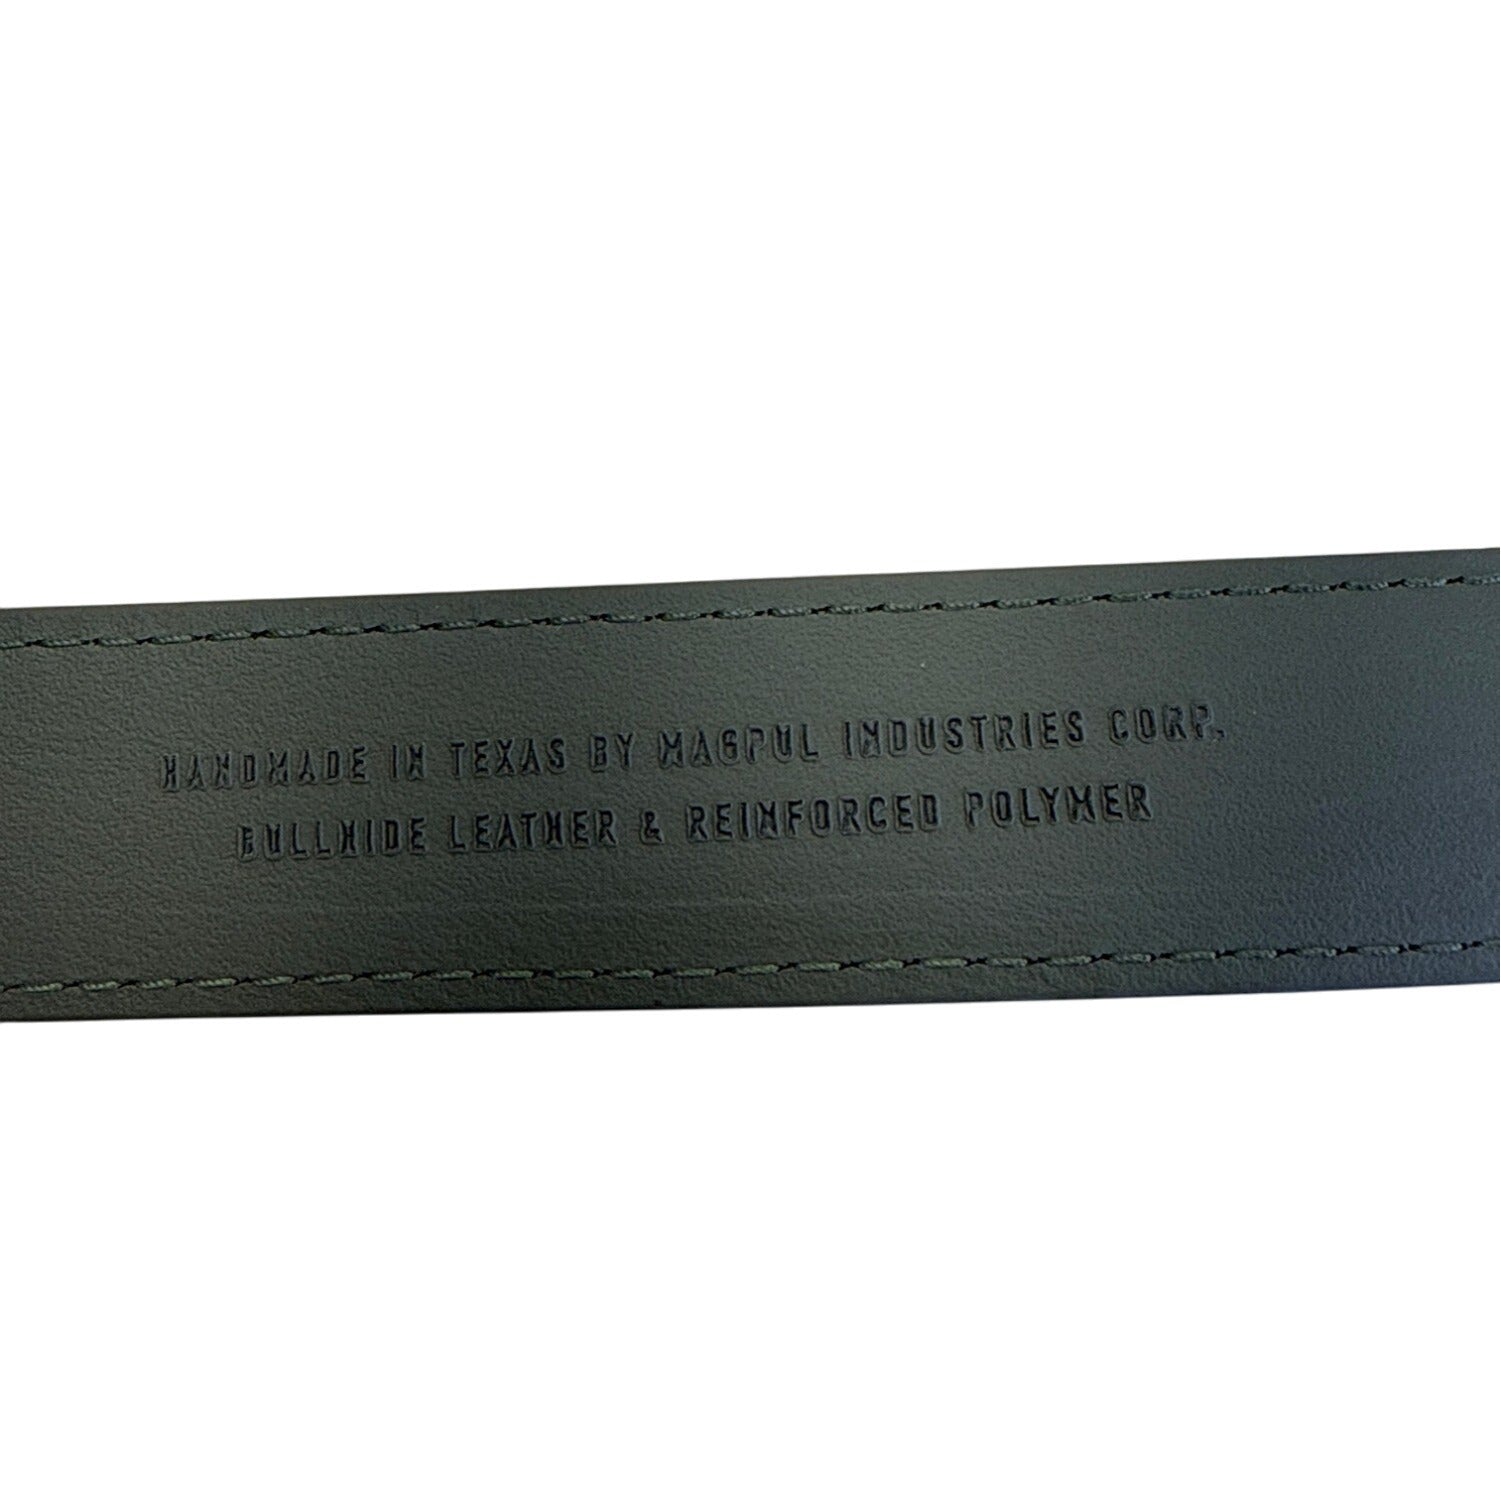 HANDMADE IN TEXAS BY MAGPUL INDUSTRIES CORP.
BULLHIDE LEATHER & REINFORCED POLYMER